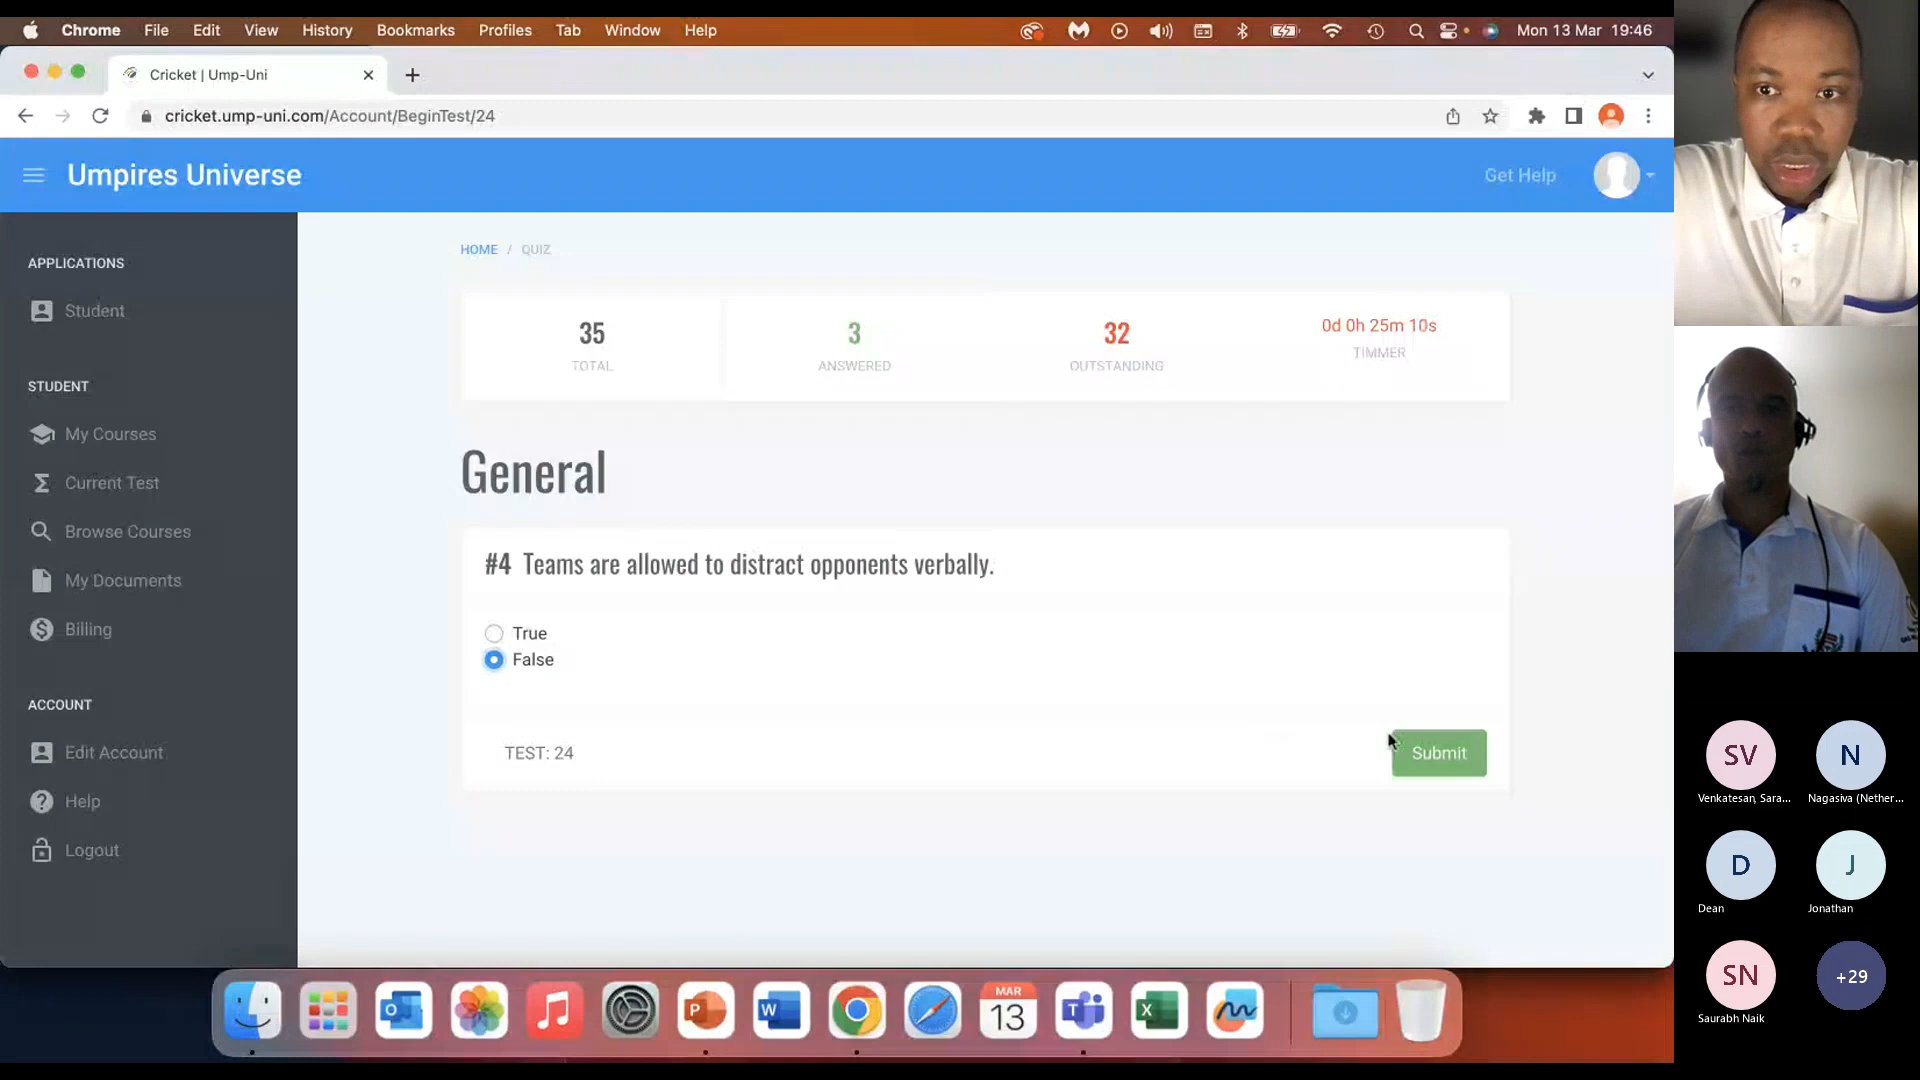 Chrome File Edit View History Bookmarks Profiles Tab Window Help Mon 13 Mar 19:46
Cricket | Ump-Uni
cricket.ump-uni.com/Account/BeginTest/24
Umpires Universe
Get Help
APPLICATIONS
Student
STUDENT
My Courses
Current Test
Browse Courses
My Documents
Billing
ACCOUNT
Edit Account
Help
Logout
HOME / QUIZ
35
TOTAL
3
ANSWERED
32
OUTSTANDING
0d 0h 25m 10s
TIMMER
General
#4 Teams are allowed to distract opponents verbally.
True
False
TEST: 24
Submit
MAR
13
SV
Venkatesan, Sara...
N
Nagasiva (Nether...
D
Dean
J
Jonathan
SN
Saurabh Naik
+29